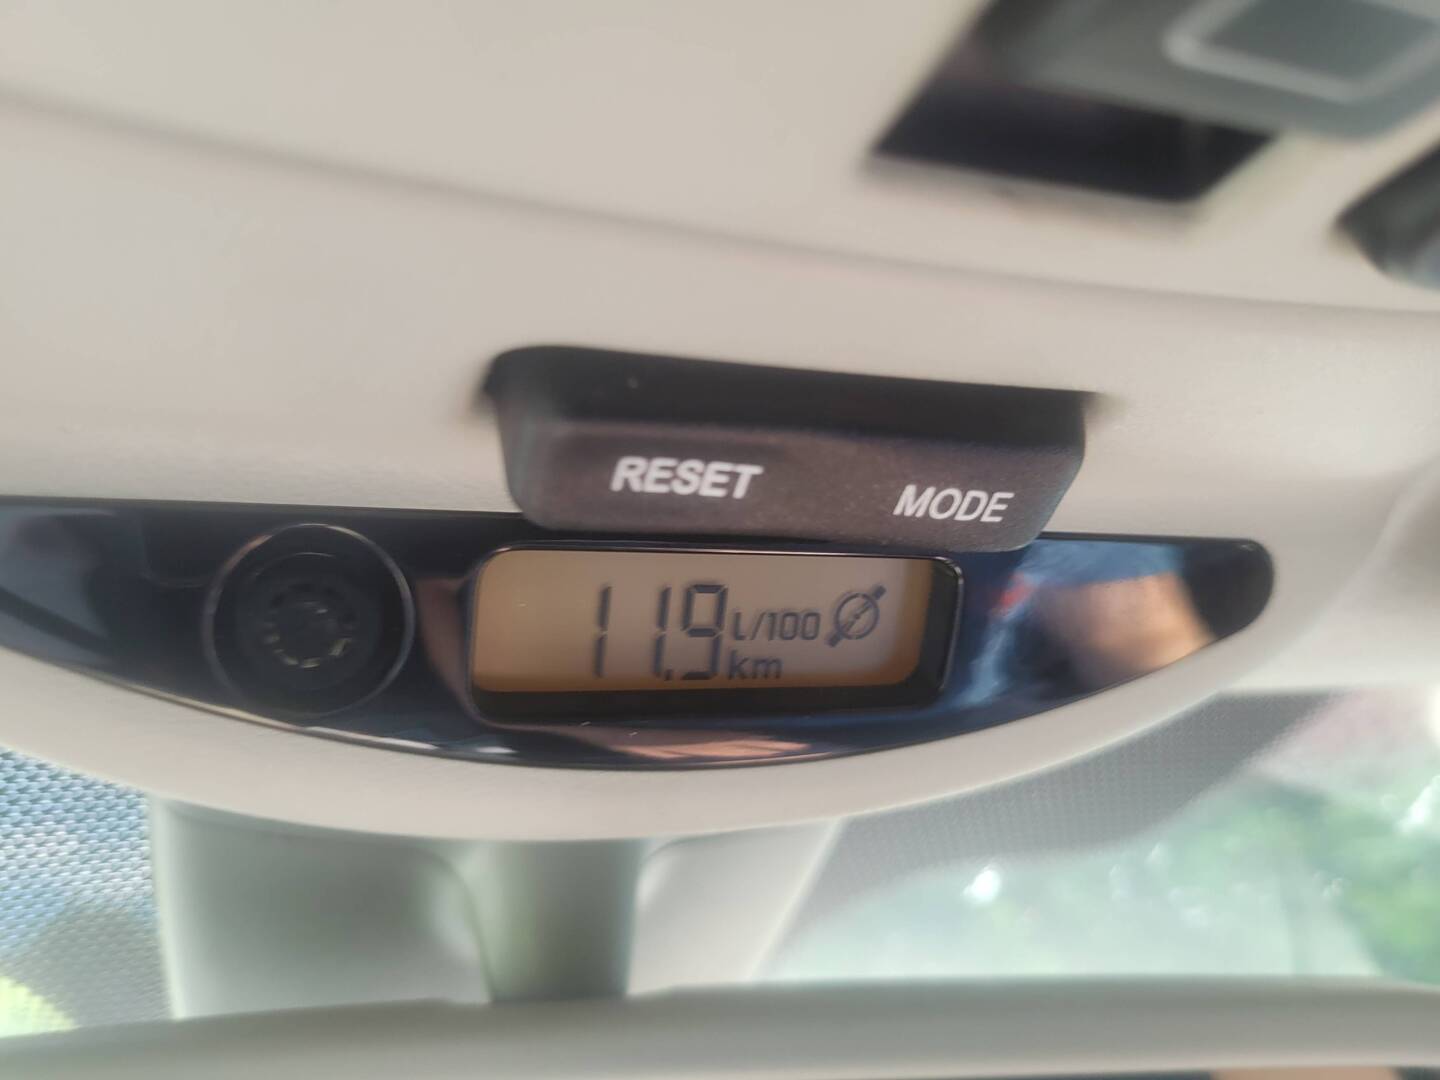 RESET MODE
11.9 L/100
km